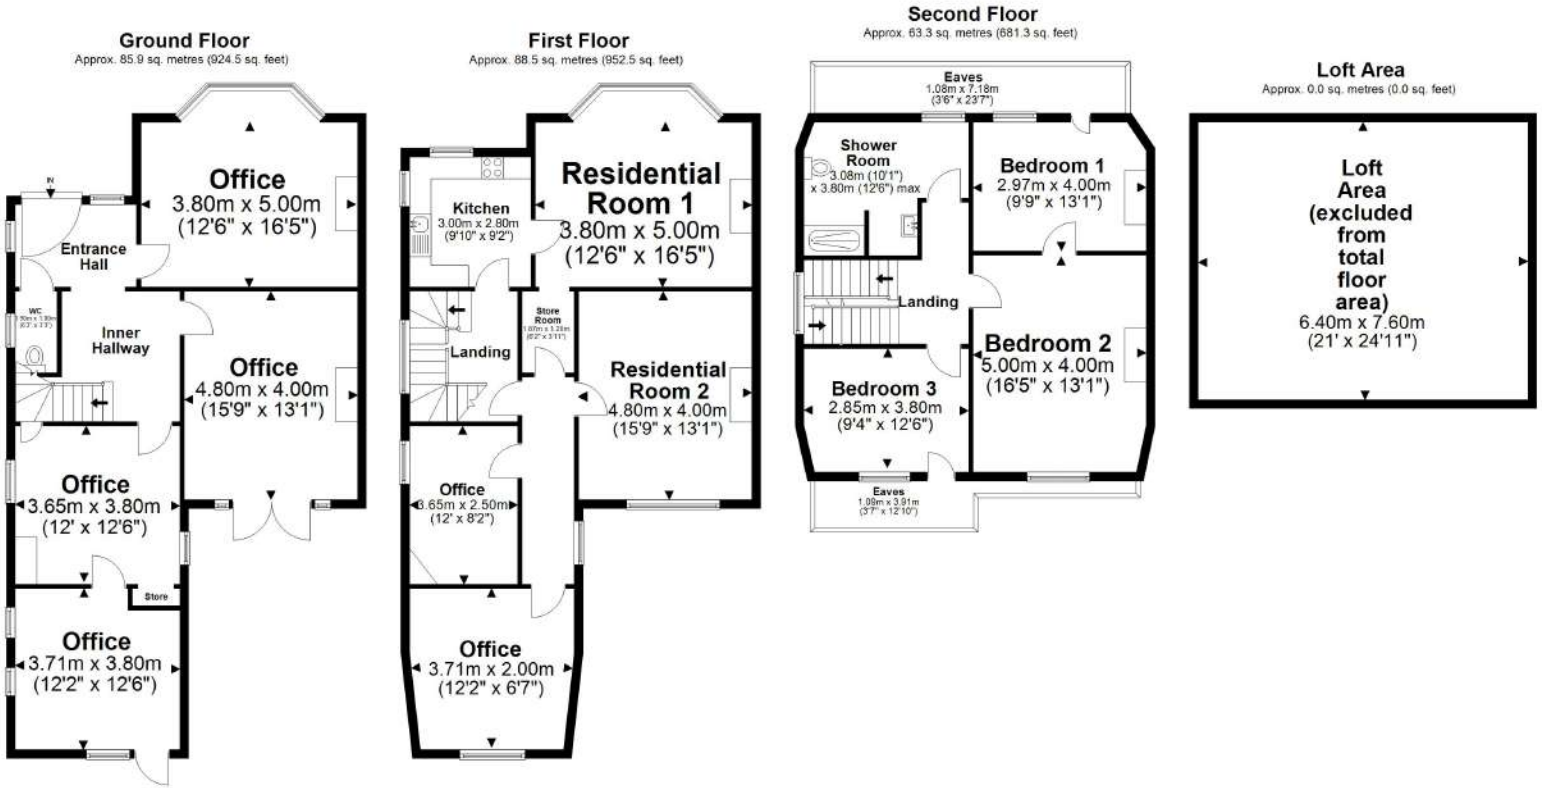 Ground Floor
Approx. 85.9 sq. metres (924.5 sq. feet)
Office
3.80m x 5.00m
(12'6" x 16'5")
IN
Entrance
Hall
WC
Inner
Hallway
Office
4.80m x 4.00m
(15'9" x 13'1")
Office
3.65m x 3.80m
(12' x 12'6")
Store
Office
3.71m x 3.80m
(12'2" x 12'6")
First Floor
Approx. 88.5 sq. metres (952.5 sq. feet)
Residential
Room 1
3.80m x 5.00m
(12'6" x 16'5")
Kitchen
3.00m x 2.80m
(9'10" x 9'2")
Store
Room
Landing
Residential
Room 2
4.80m x 4.00m
(15'9" x 13'1")
Office
3.65m x 2.50m
(12' x 8'2")
Office
3.71m x 2.00m
(12'2" x 6'7")
Second Floor
Approx. 63.3 sq. metres (681.3 sq. feet)
Eaves
1.08m x 7.18m
(3'6" x 23'7")
Shower
Room
3.08m (10'1")
x 3.80m (12'6") max
Bedroom 1
2.97m x 4.00m
(9'9" x 13'1")
Landing
Bedroom 2
5.00m x 4.00m
(16'5" x 13'1")
Bedroom 3
2.85m x 3.80m
(9'4" x 12'6")
Eaves
1.09m x 3.91m
(3'7" x 12'10")
Loft Area
Approx. 0.0 sq. metres (0.0 sq. feet)
Loft
Area
(excluded
from
total
floor
area)
6.40m x 7.60m
(21' x 24'11")